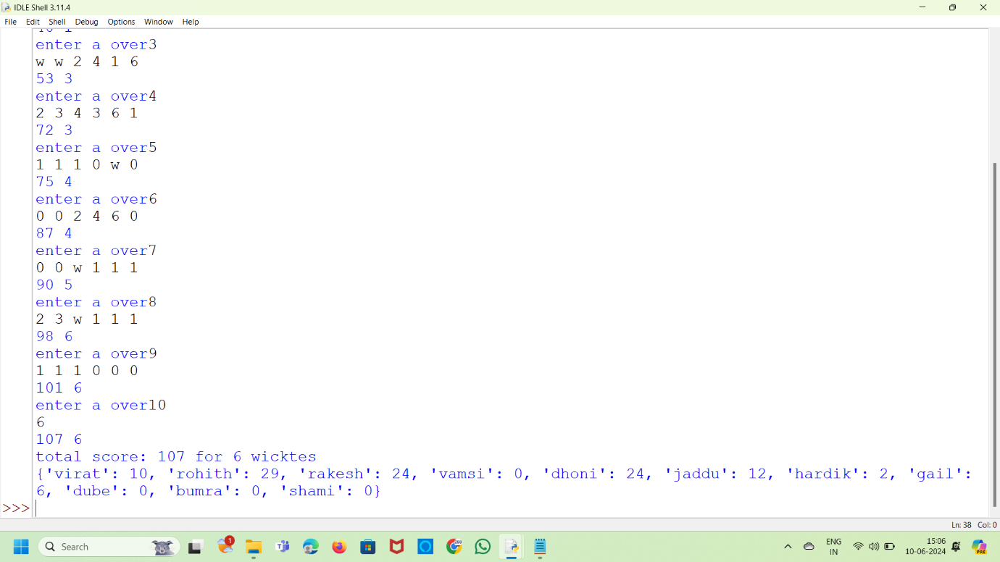 IDLE Shell 3.11.4
File Edit Shell Debug Options Window Help
enter a over3
w w 2 4 1 6
53 3
enter a over4
2 3 4 3 6 1
72 3
enter a over5
1 1 1 0 w 0
75 4
enter a over6
0 0 2 4 6 0
87 4
enter a over7
0 0 w 1 1 1
90 5
enter a over8
2 3 w 1 1 1
98 6
enter a over9
1 1 1 0 0 0
101 6
enter a over10
6
107 6
total score: 107 for 6 wicktes
{'virat': 10, 'rohith': 29, 'rakesh': 24, 'vamsi': 0, 'dhoni': 24, 'jaddu': 12, 'hardik': 2, 'gail':
6, 'dube': 0, 'bumra': 0, 'shami': 0}
>>>
Ln: 38 Col: 0
Search
1
ENG
IN
15:06
10-06-2024
PRE